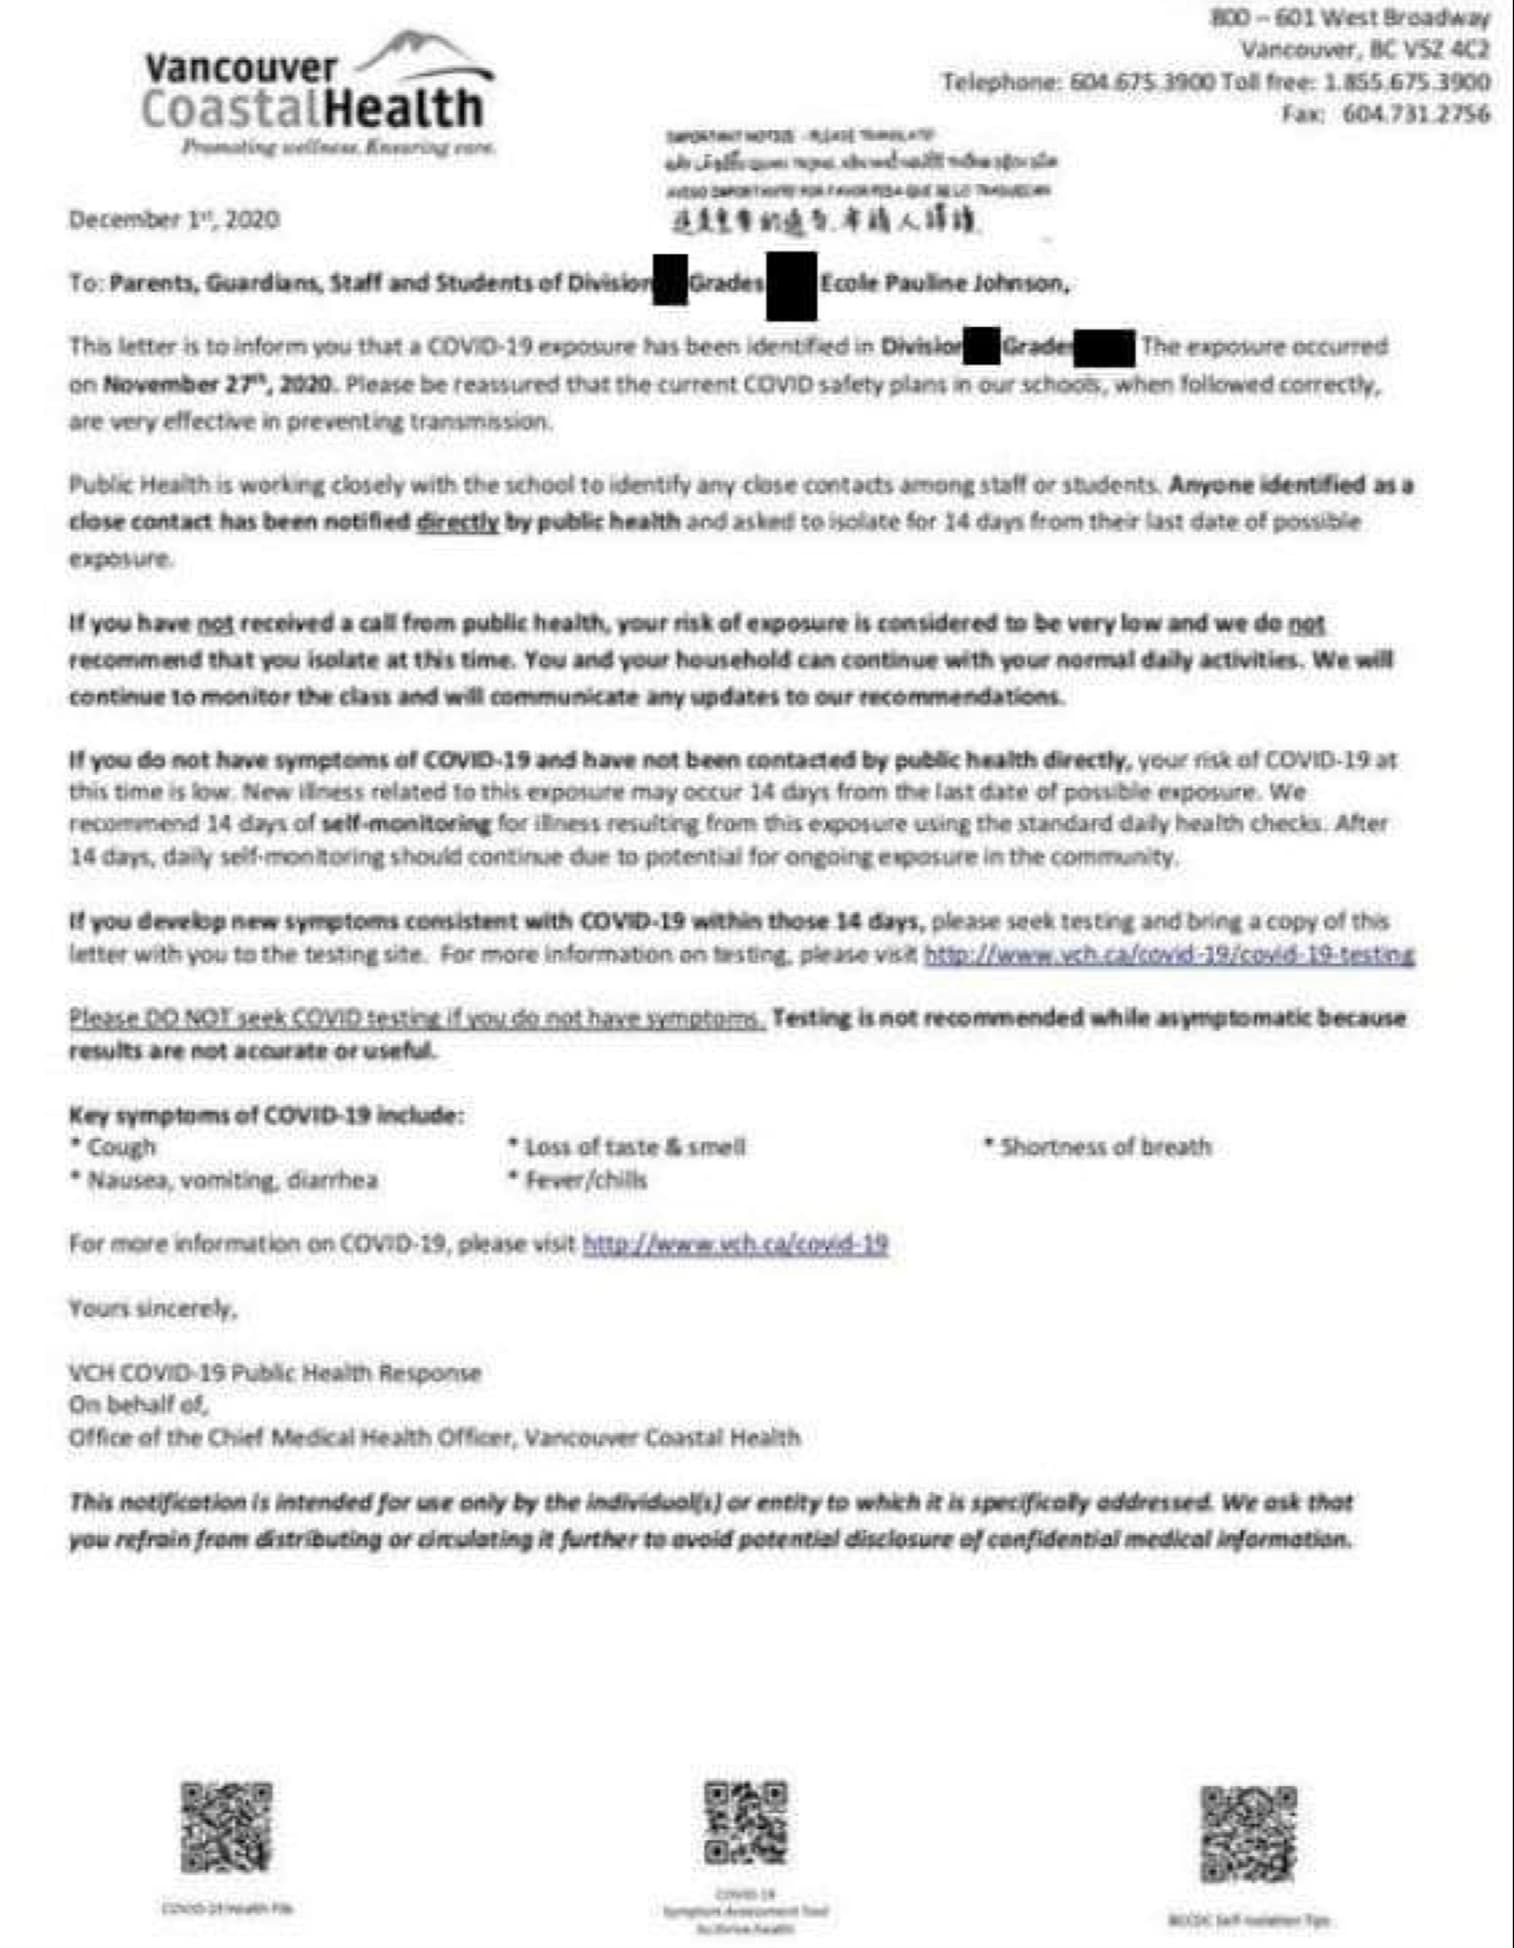 800 – 601 West Broadway
Vancouver, BC V5Z 4C2
Telephone: 604.675.3900 Toll free: 1.855.675.3900
Fax: 604.731.2756
Vancouver
CoastalHealth
Promoting wellness. Ensuring care.
IMPORTANT NOTICE - PLEASE TRANSLATE
AVISO IMPORTANTE POR FAVOR PIDA QUE SE LO TRADUZCAN
December 1st, 2020
To: Parents, Guardians, Staff and Students of Division Grades Ecole Pauline Johnson,
This letter is to inform you that a COVID-19 exposure has been identified in Division Grades The exposure occurred
on November 27th, 2020. Please be reassured that the current COVID safety plans in our schools, when followed correctly,
are very effective in preventing transmission.
Public Health is working closely with the school to identify any close contacts among staff or students. Anyone identified as a
close contact has been notified directly by public health and asked to isolate for 14 days from their last date of possible
exposure.
If you have not received a call from public health, your risk of exposure is considered to be very low and we do not
recommend that you isolate at this time. You and your household can continue with your normal daily activities. We will
continue to monitor the class and will communicate any updates to our recommendations.
If you do not have symptoms of COVID-19 and have not been contacted by public health directly, your risk of COVID-19 at
this time is low. New illness related to this exposure may occur 14 days from the last date of possible exposure. We
recommend 14 days of self-monitoring for illness resulting from this exposure using the standard daily health checks. After
14 days, daily self-monitoring should continue due to potential for ongoing exposure in the community.
If you develop new symptoms consistent with COVID-19 within those 14 days, please seek testing and bring a copy of this
letter with you to the testing site. For more information on testing, please visit http://www.vch.ca/covid-19/covid-19-testing
Please DO NOT seek COVID testing if you do not have symptoms. Testing is not recommended while asymptomatic because
results are not accurate or useful.
Key symptoms of COVID-19 include:
* Cough * Loss of taste & smell * Shortness of breath
* Nausea, vomiting, diarrhea * Fever/chills
For more information on COVID-19, please visit http://www.vch.ca/covid-19
Yours sincerely,
VCH COVID-19 Public Health Response
On behalf of,
Office of the Chief Medical Health Officer, Vancouver Coastal Health
This notification is intended for use only by the individual(s) or entity to which it is specifically addressed. We ask that
you refrain from distributing or circulating it further to avoid potential disclosure of confidential medical information.
COVID-19 Health File
COVID-19
Symptom Assessment Tool
by thrive health
BCCDC Self-Isolation Tips